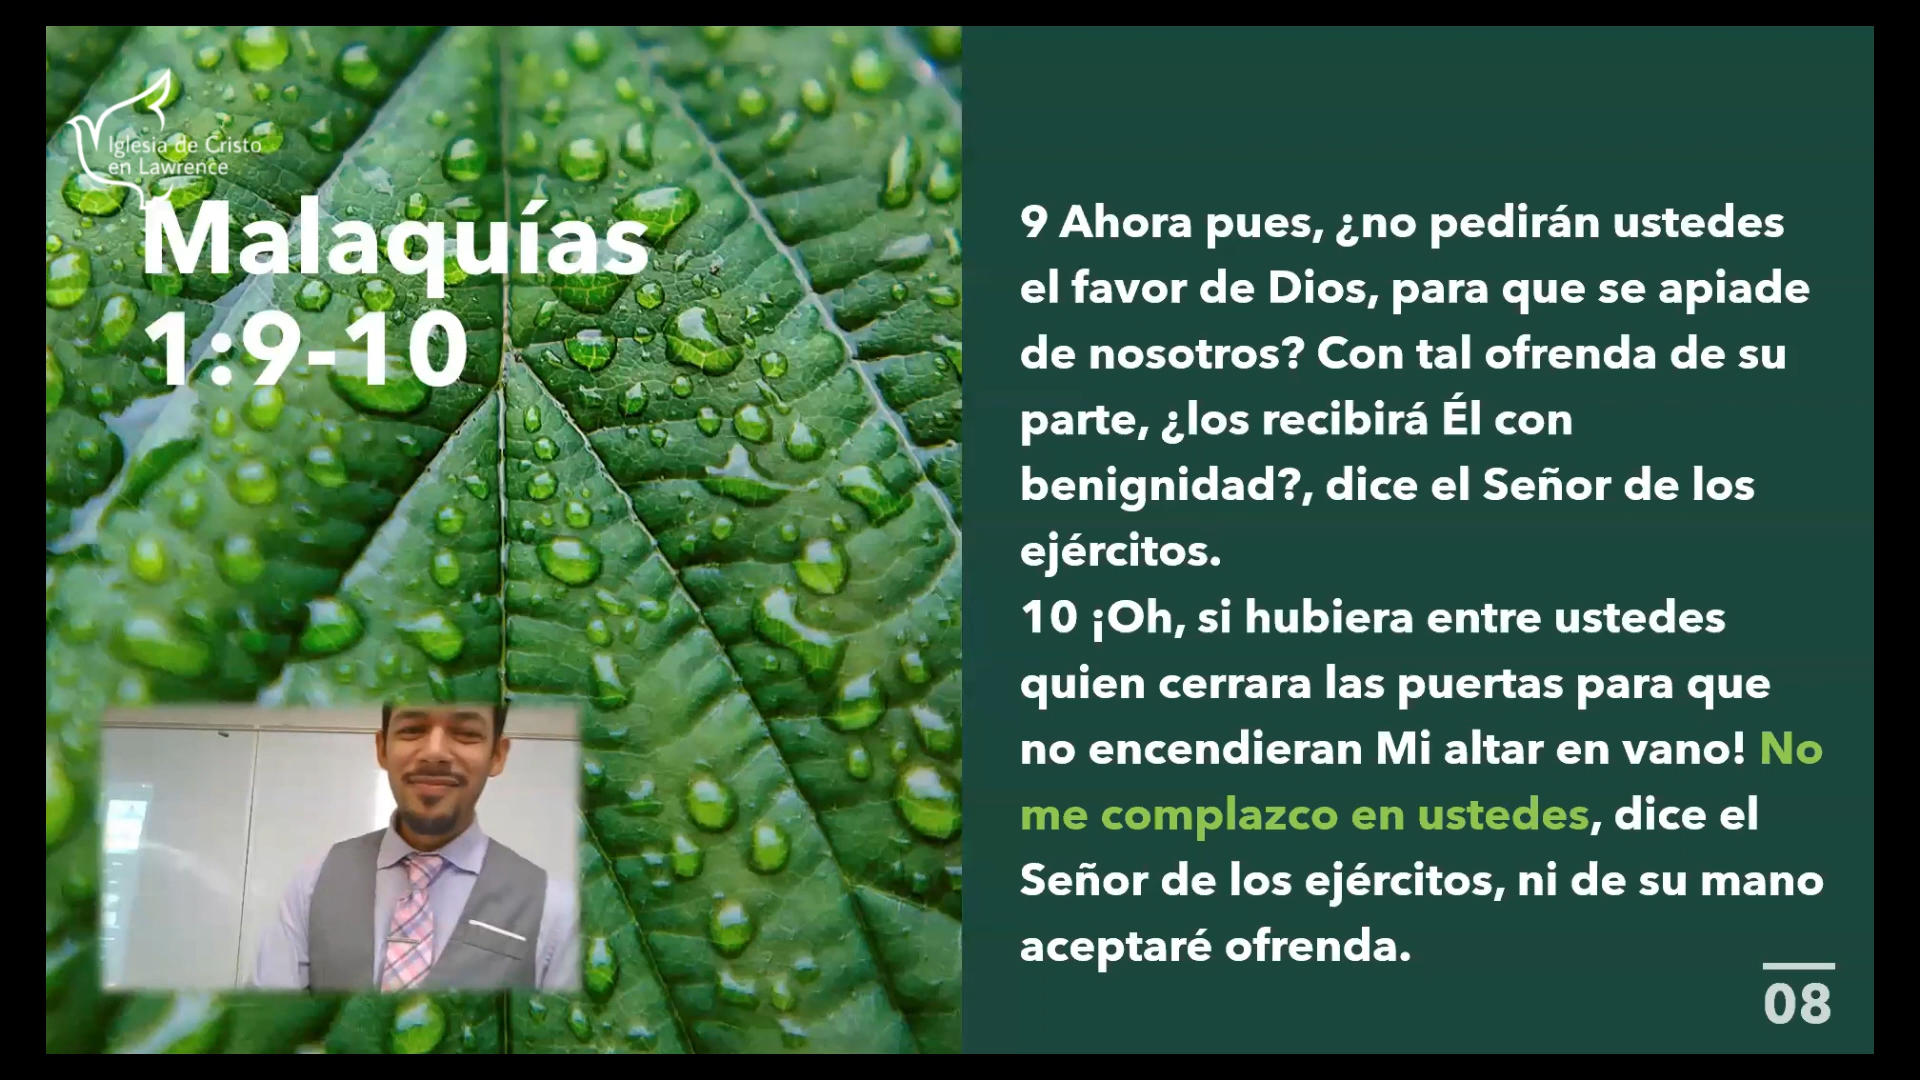 Iglesia de Cristo
en Lawrence
Malaquías
1:9-10
9 Ahora pues, ¿no pedirán ustedes
el favor de Dios, para que se apiade
de nosotros? Con tal ofrenda de su
parte, ¿los recibirá Él con
benignidad?, dice el Señor de los
ejércitos.
10 ¡Oh, si hubiera entre ustedes
quien cerrara las puertas para que
no encendieran Mi altar en vano! No
me complazco en ustedes, dice el
Señor de los ejércitos, ni de su mano
aceptaré ofrenda.
08